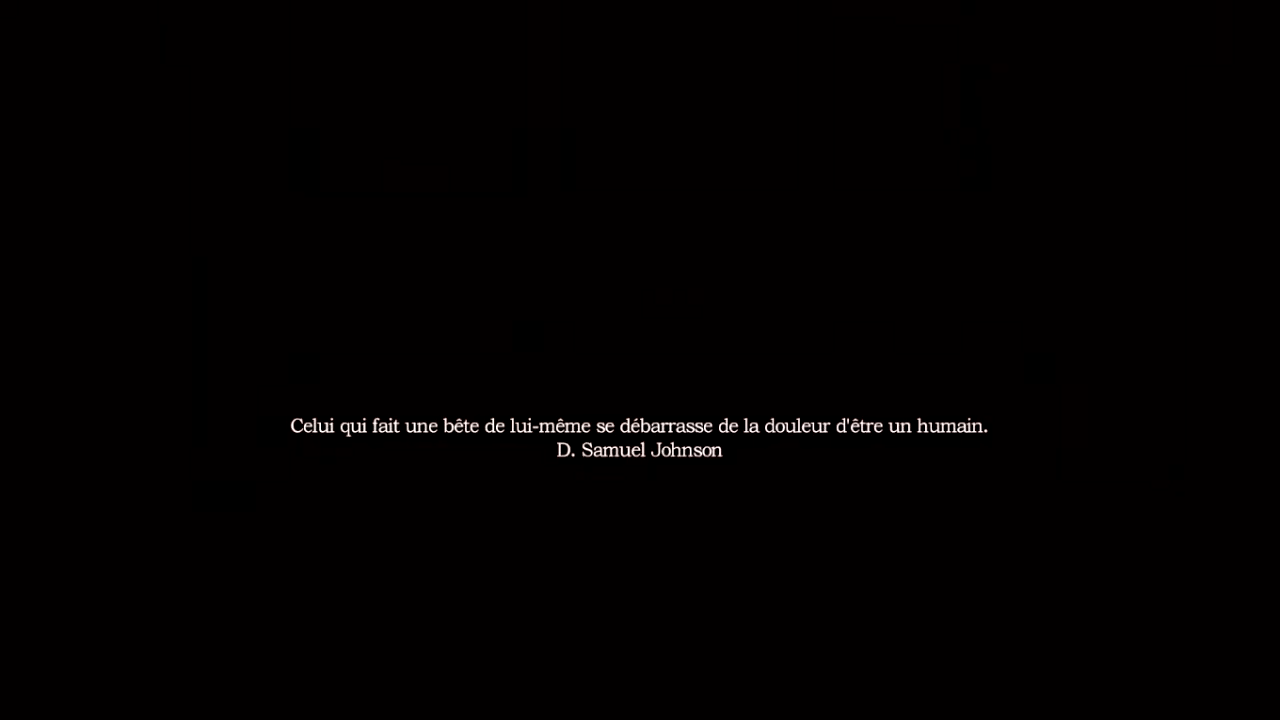 Celui qui fait une bête de lui-même se débarrasse de la douleur d'être un humain.
D. Samuel Johnson